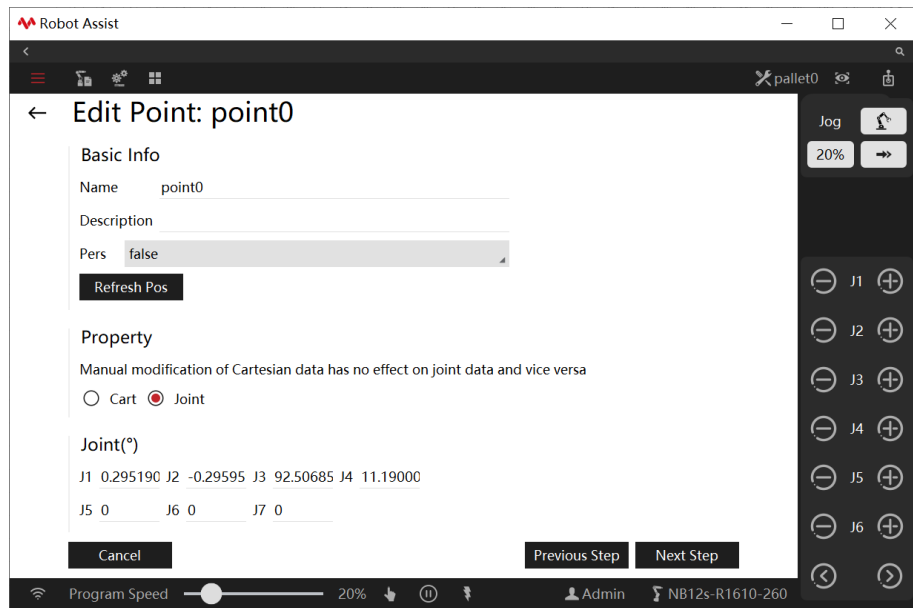 Robot Assist
pallet0
Edit Point: point0
Jog
20%
Basic Info
Name point0
Description
Pers false
Refresh Pos
J1
J2
J3
J4
J5
J6
Property
Manual modification of Cartesian data has no effect on joint data and vice versa
Cart Joint
Joint(°)
J1 0.295190 J2 -0.29595 J3 92.50685 J4 11.19000
J5 0 J6 0 J7 0
Cancel Previous Step Next Step
Program Speed 20% Admin NB12s-R1610-260